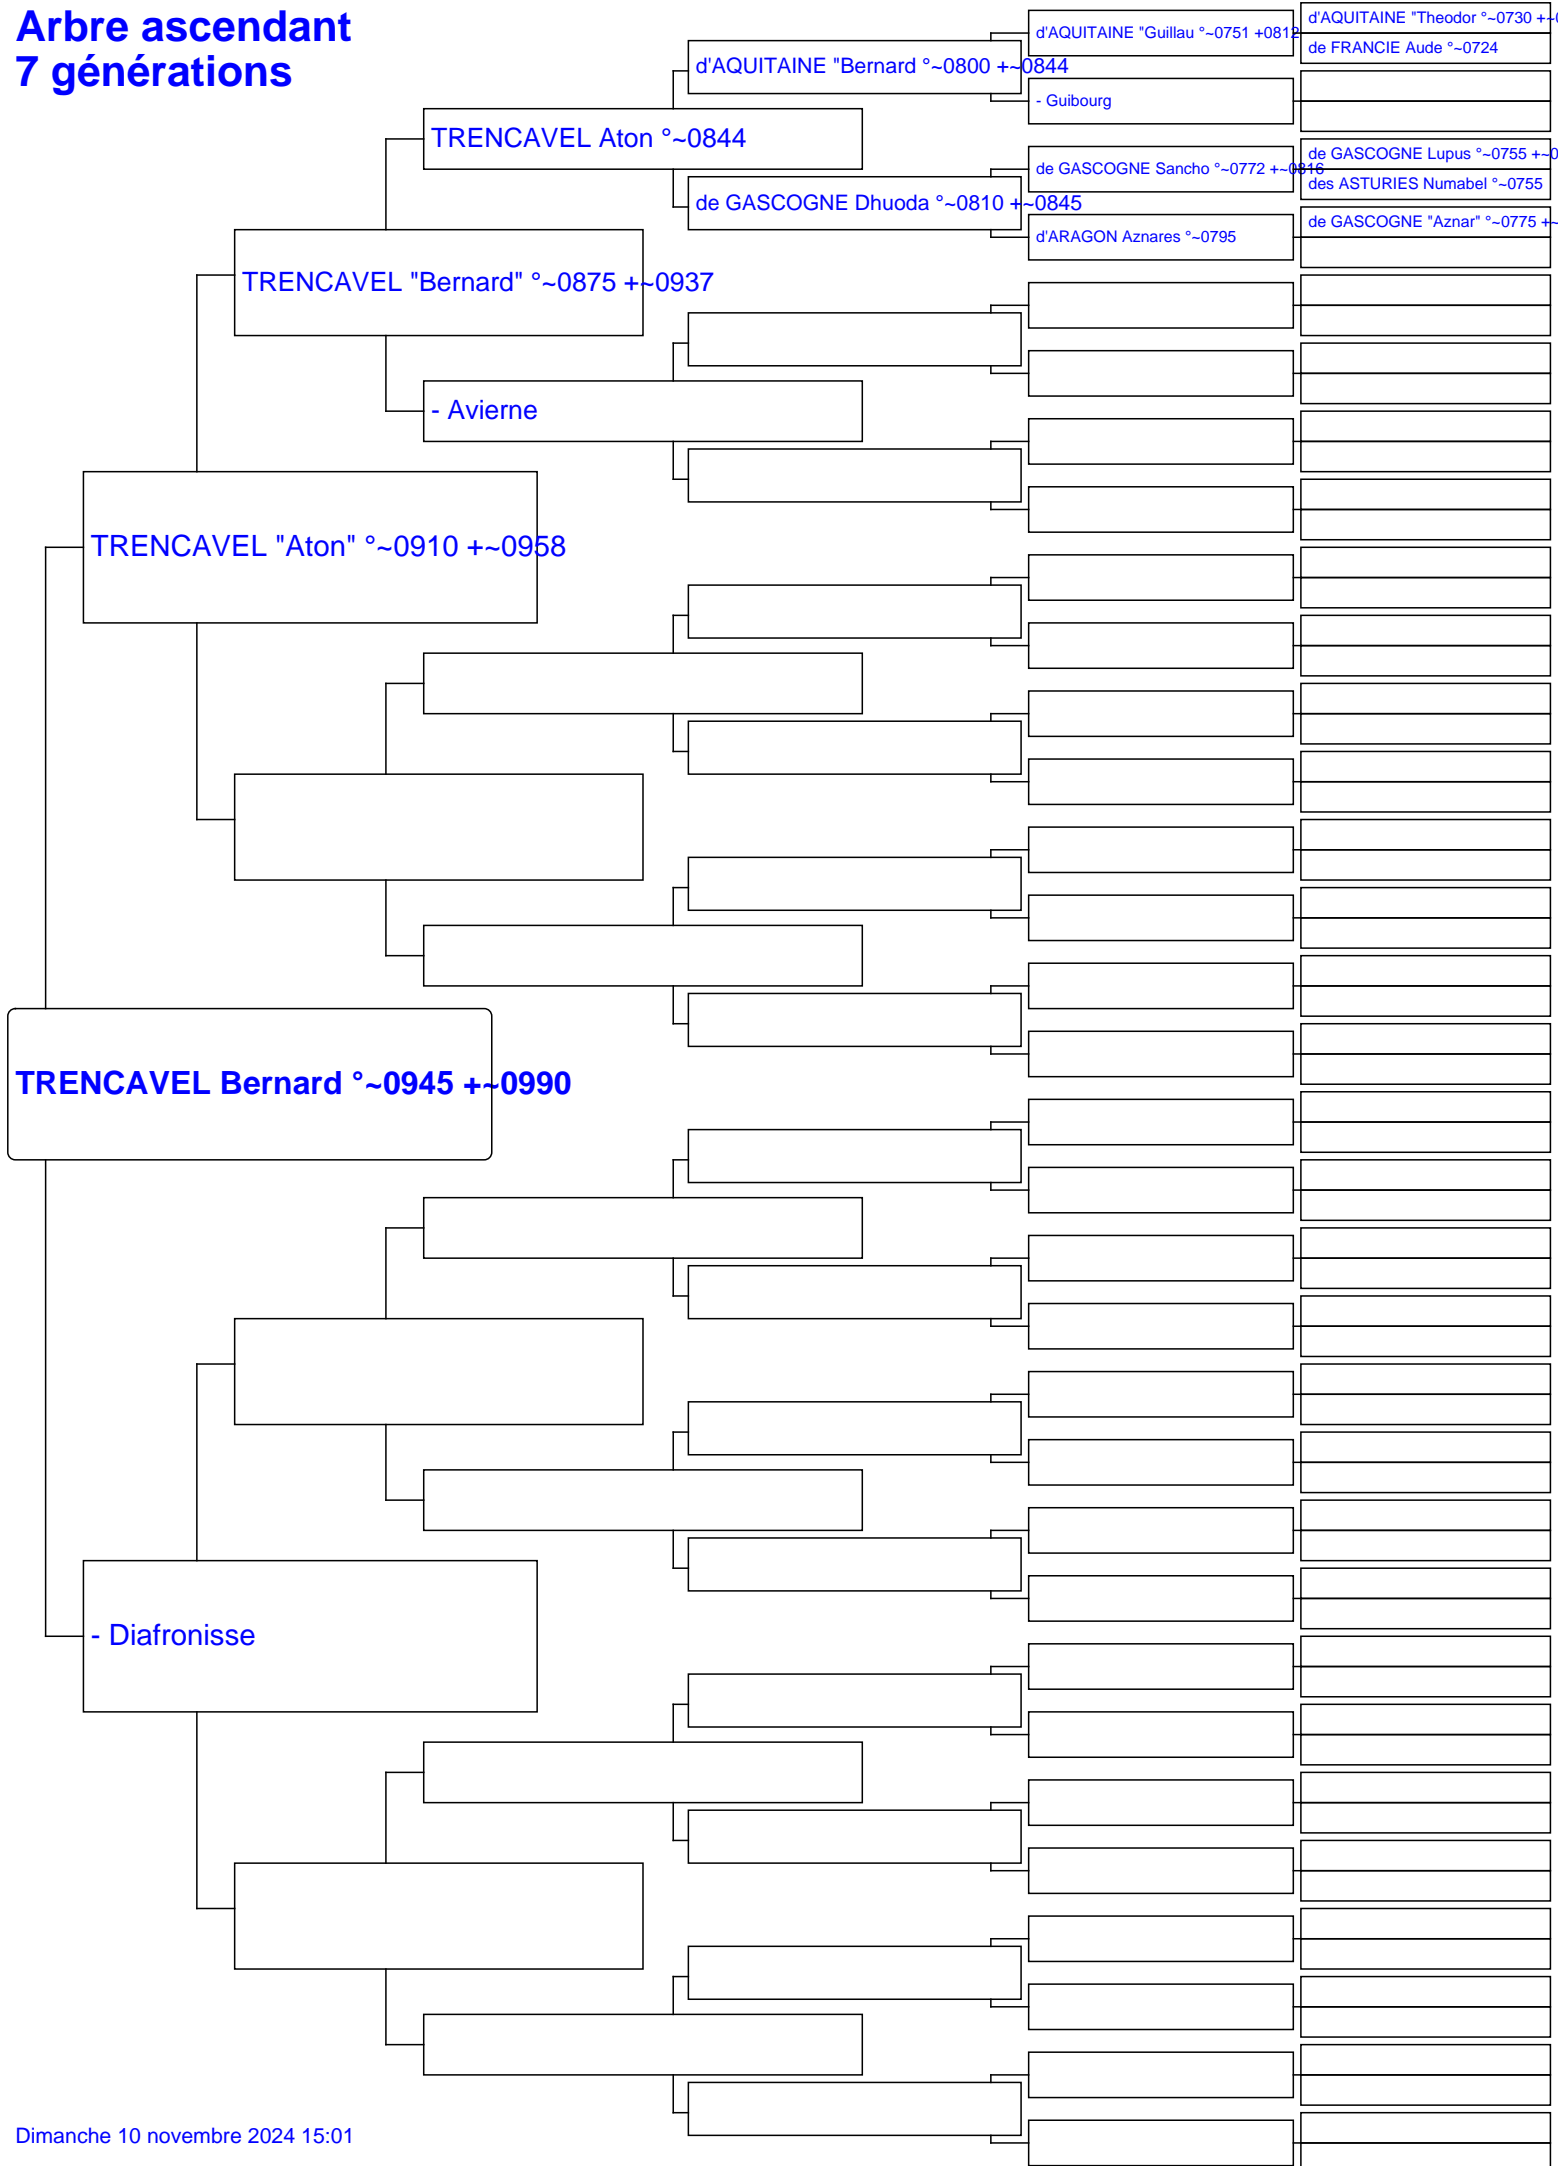 Arbre ascendant
7 générations
d'AQUITAINE "Theodor °~0730 +~
d'AQUITAINE "Guillau °~0751 +0812
de FRANCIE Aude °~0724
d'AQUITAINE "Bernard °~0800 +~0844
- Guibourg
TRENCAVEL Aton °~0844
de GASCOGNE Lupus °~0755 +~0
de GASCOGNE Sancho °~0772 +~0816
des ASTURIES Numabel °~0755
de GASCOGNE Dhuoda °~0810 +~0845
de GASCOGNE "Aznar" °~0775 +~
d'ARAGON Aznares °~0795
TRENCAVEL "Bernard" °~0875 +~0937
- Avierne
TRENCAVEL "Aton" °~0910 +~0958
TRENCAVEL Bernard °~0945 +~0990
- Diafronisse
Dimanche 10 novembre 2024 15:01